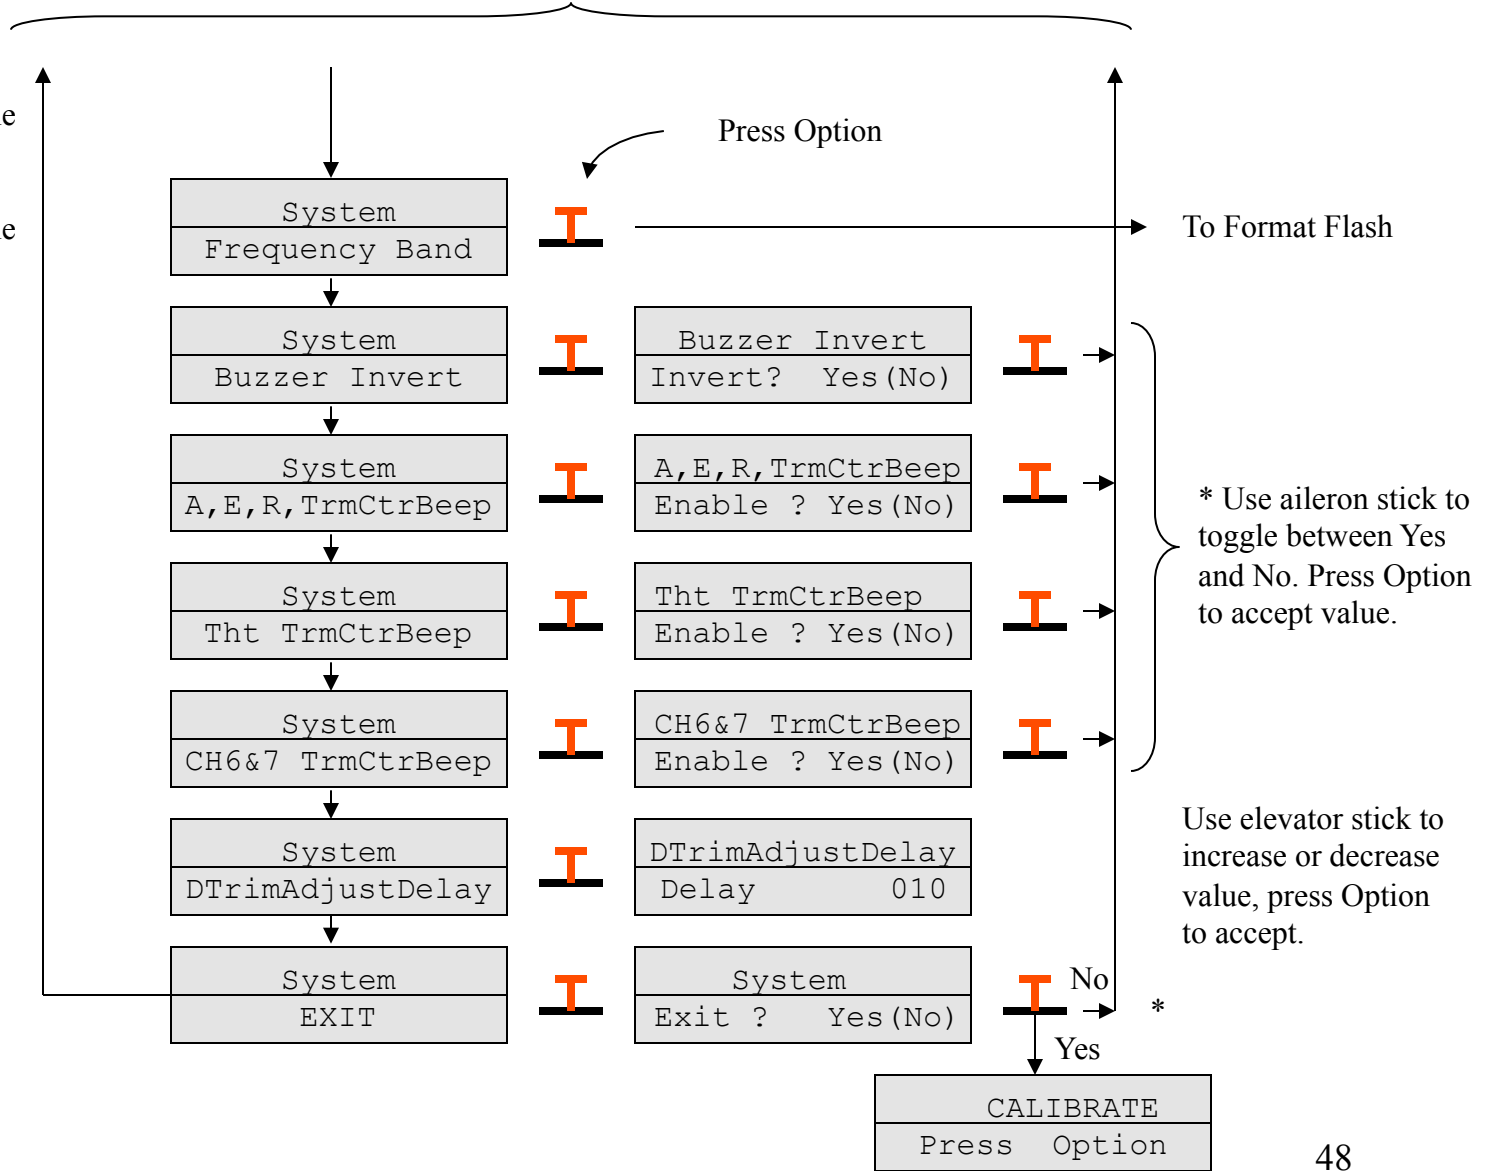 Press Option
System
Frequency Band
To Format Flash
System
Buzzer Invert
Buzzer Invert
Invert? Yes(No)
System
A,E,R,TrmCtrBeep
A,E,R,TrmCtrBeep
Enable ? Yes(No)
* Use aileron stick to
toggle between Yes
and No. Press Option
to accept value.
System
Tht TrmCtrBeep
Tht TrmCtrBeep
Enable ? Yes(No)
System
CH6&7 TrmCtrBeep
CH6&7 TrmCtrBeep
Enable ? Yes(No)
System
DTrimAdjustDelay
DTrimAdjustDelay
Delay 010
Use elevator stick to
increase or decrease
value, press Option
to accept.
System
EXIT
System
Exit ? Yes(No)
No
*
Yes
CALIBRATE
Press Option
48